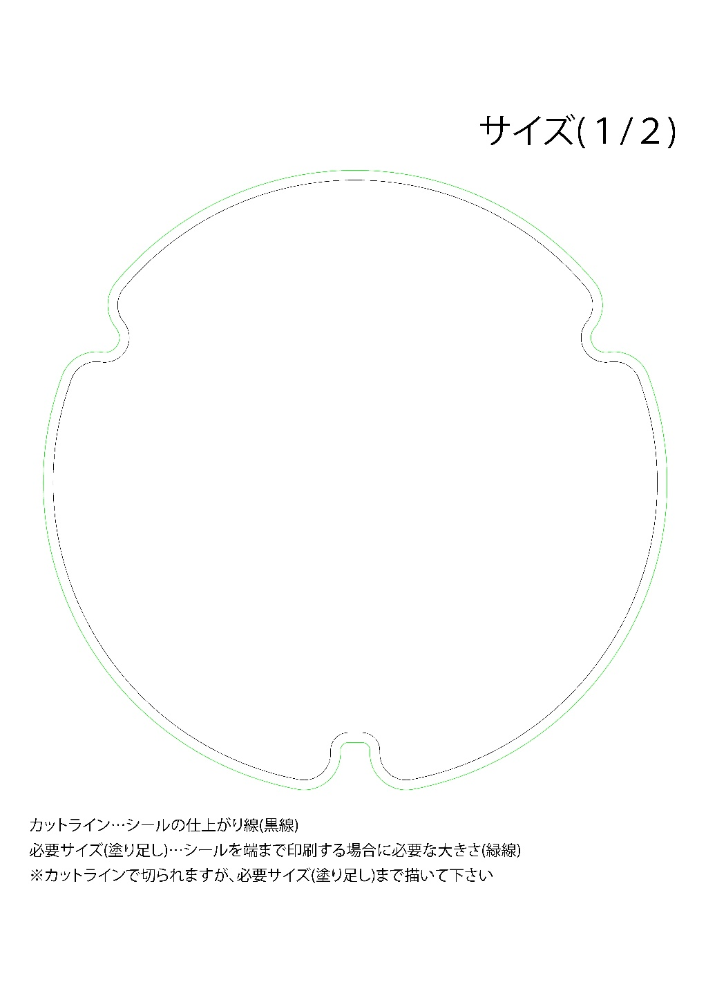 サイズ(1/2)
カットライン…シールの仕上がり線(黒線)
必要サイズ(塗り足し)…シールを端まで印刷する場合に必要な大きさ(緑線)
※カットラインで切られますが、必要サイズ(塗り足し)まで描いて下さい